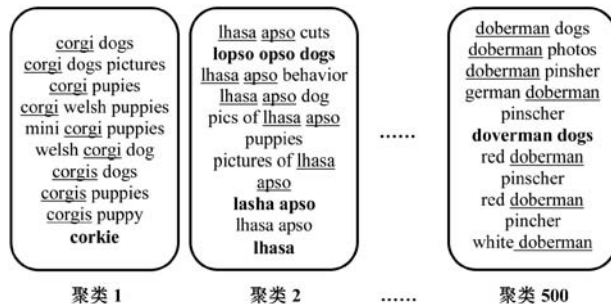 corgi dogs
corgi dogs pictures
corgi pupies
corgi welsh puppies
mini corgi puppies
welsh corgi dog
corgis dogs
corgis puppies
corgis puppy
corkie
聚类 1
lhasa apso cuts
lopso opso dogs
lhasa apso behavior
lhasa apso dog
pics of lhasa apso
puppies
pictures of lhasa
apso
lasha apso
lhasa apso
lhasa
聚类 2
......
......
doberman dogs
doberman photos
doberman pinsher
german doberman
pinscher
doverman dogs
red doberman
pinscher
red doberman
pincher
white doberman
聚类 500